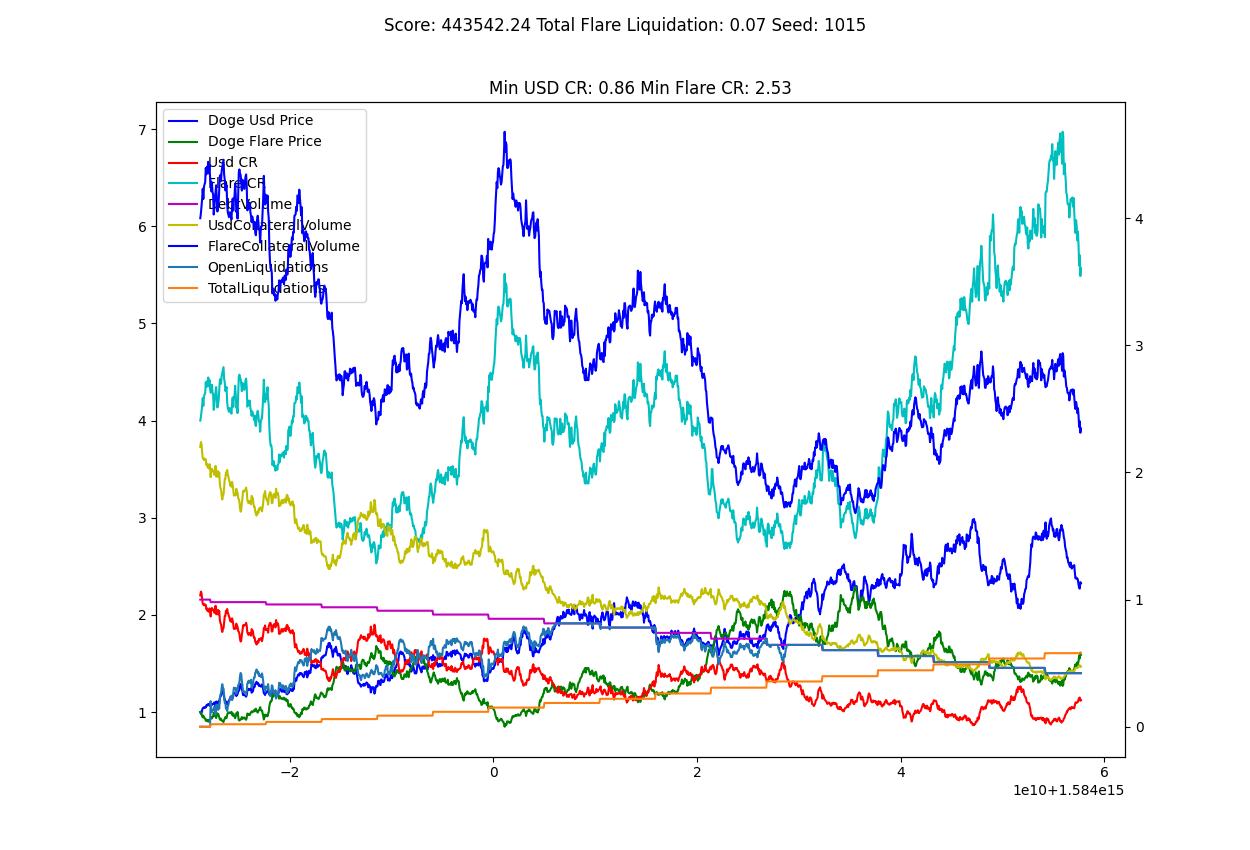 Score: 443542.24 Total Flare Liquidation: 0.07 Seed: 1015
Min USD CR: 0.86 Min Flare CR: 2.53
Doge Usd Price
Doge Flare Price
Usd CR
Flare CR
DebtVolume
UsdCollateralVolume
FlareCollateralVolume
OpenLiquidations
TotalLiquidations
7
6
5
4
3
2
1
4
3
2
1
0
−2
0
2
4
6
1e10+1.584e15